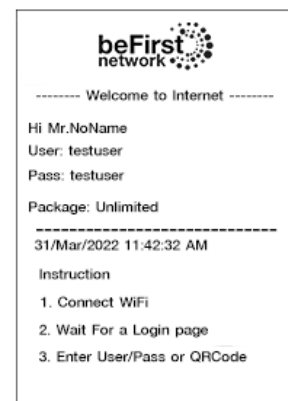 beFirst
network
-------- Welcome to Internet --------
Hi Mr.NoName
User: testuser
Pass: testuser
Package: Unlimited
-----------------------------
31/Mar/2022 11:42:32 AM
Instruction
1. Connect WiFi
2. Wait For a Login page
3. Enter User/Pass or QRCode